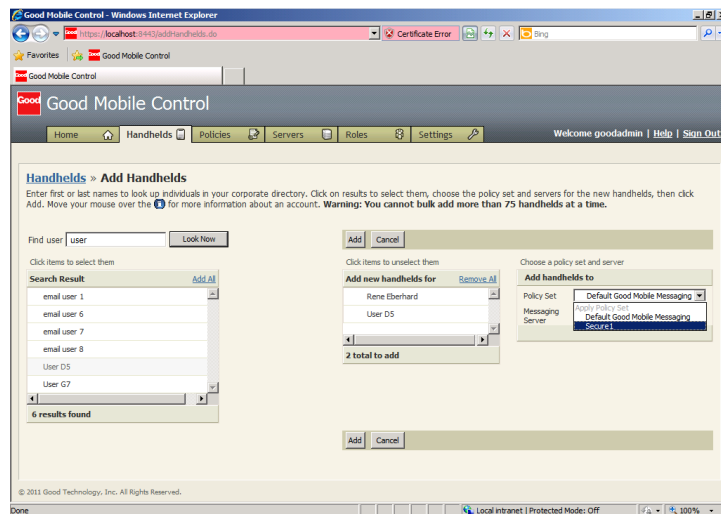 Good Mobile Control - Windows Internet Explorer
Good https://localhost:8443/addHandhelds.do Certificate Error Bing
Favorites Good Good Mobile Control
Good Good Mobile Control
Good Good Mobile Control
Home Handhelds Policies Servers Roles Settings Welcome goodadmin | Help | Sign Out
Handhelds » Add Handhelds
Enter first or last names to look up individuals in your corporate directory. Click on results to select them, choose the policy set and servers for the new handhelds, then click
Add. Move your mouse over the for more information about an account. Warning: You cannot bulk add more than 75 handhelds at a time.
Find user user Look Now Add Cancel
Click items to select them Click items to unselect them Choose a policy set and server
Search Result Add All Add new handhelds for Remove All Add handhelds to
email user 1 Rene Eberhard Policy Set Default Good Mobile Messaging
email user 6 User D5 Messaging Server Apply Policy Set
Default Good Mobile Messaging
Secure1
email user 7
email user 8 2 total to add
User D5
User G7
6 results found
Add Cancel
© 2011 Good Technology, Inc. All Rights Reserved.
Done Local intranet | Protected Mode: Off 100%